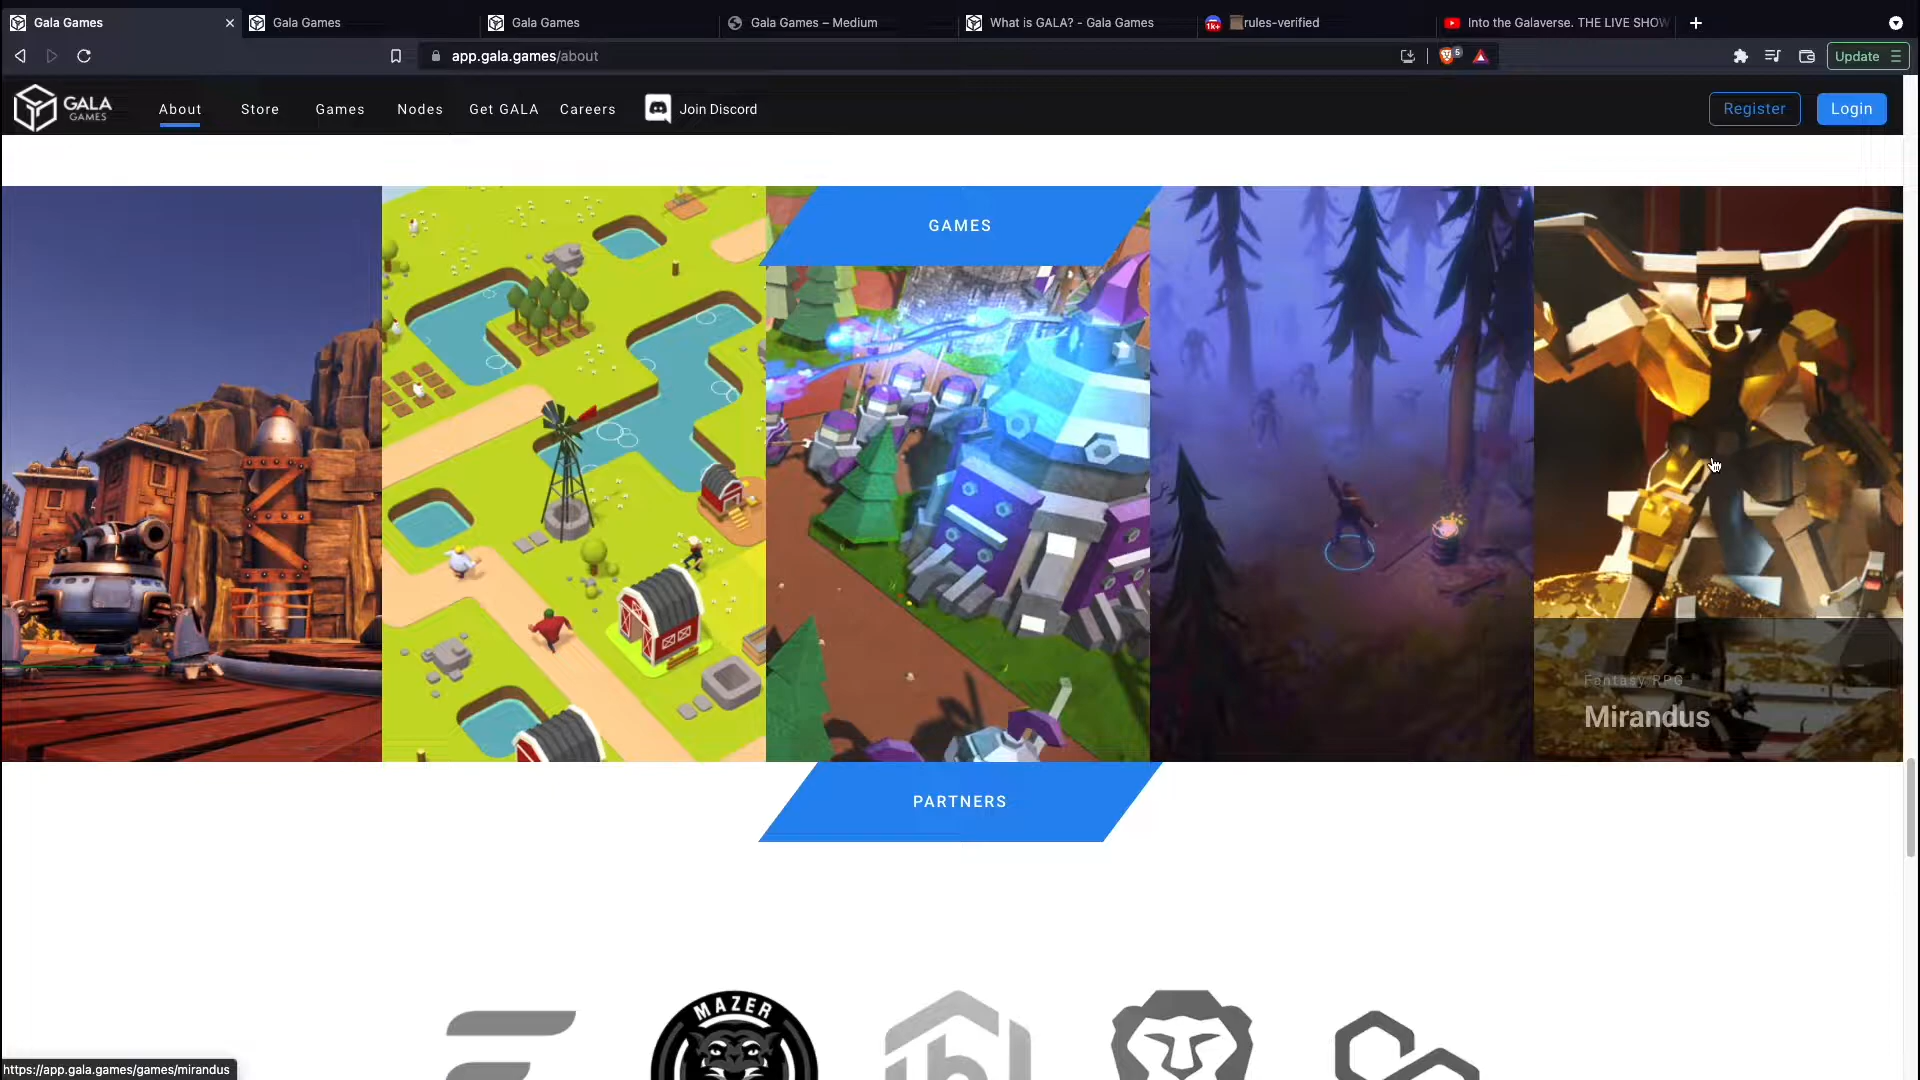 Gala Games
Gala Games
Gala Games
Gala Games – Medium
What is GALA? - Gala Games
1k+
rules-verified
Into the Galaverse. THE LIVE SHOW
app.gala.games/about
5
Update
GALA
GAMES
About
Store
Games
Nodes
Get GALA
Careers
Join Discord
Register
Login
GAMES
Fantasy RPG
Mirandus
PARTNERS
MAZER
https://app.gala.games/games/mirandus